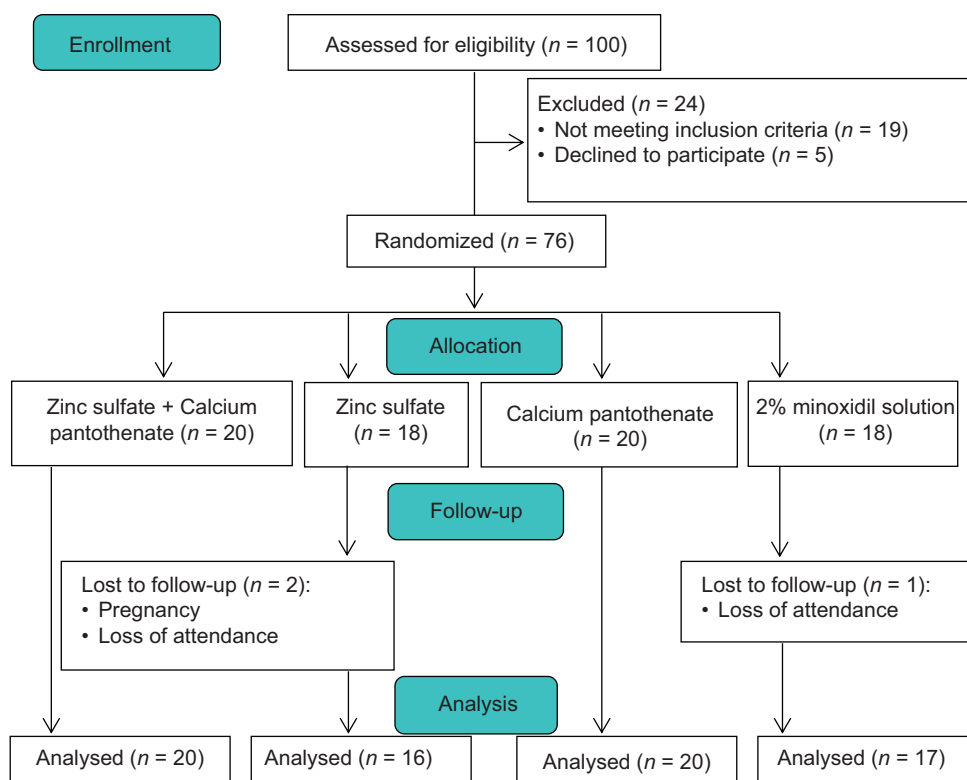 Enrollment
Assessed for eligibility (n = 100)
Excluded (n = 24)
• Not meeting inclusion criteria (n = 19)
• Declined to participate (n = 5)
Randomized (n = 76)
Allocation
Zinc sulfate + Calcium
pantothenate (n = 20)
Zinc sulfate
(n = 18)
Calcium pantothenate
(n = 20)
2% minoxidil solution
(n = 18)
Follow-up
Lost to follow-up (n = 2):
• Pregnancy
• Loss of attendance
Lost to follow-up (n = 1):
• Loss of attendance
Analysis
Analysed (n = 20)
Analysed (n = 16)
Analysed (n = 20)
Analysed (n = 17)